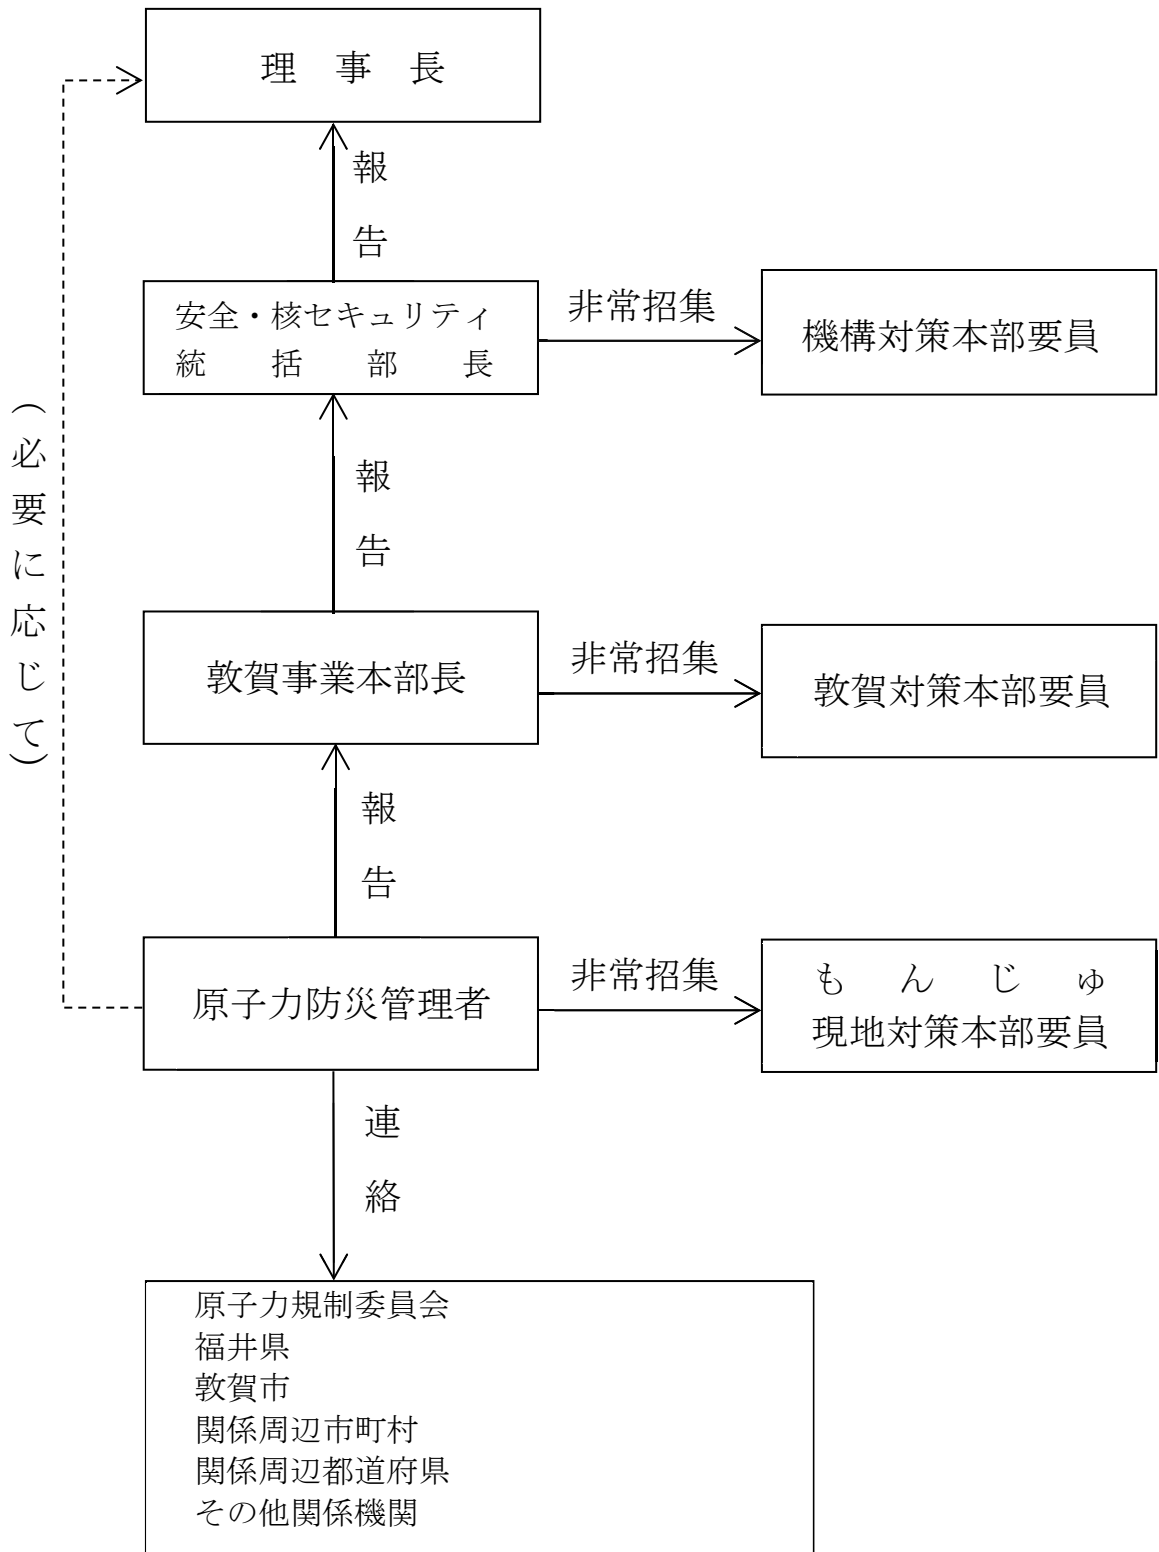 理　事　長
報告
安全・核セキュリティ
統　括　部　長
非常招集
機構対策本部要員
(必要に応じて)
報告
敦賀事業本部長
非常招集
敦賀対策本部要員
報告
原子力防災管理者
非常招集
も　ん　じ　ゅ
現地対策本部要員
連絡
原子力規制委員会
福井県
敦賀市
関係周辺市町村
関係周辺都道府県
その他関係機関